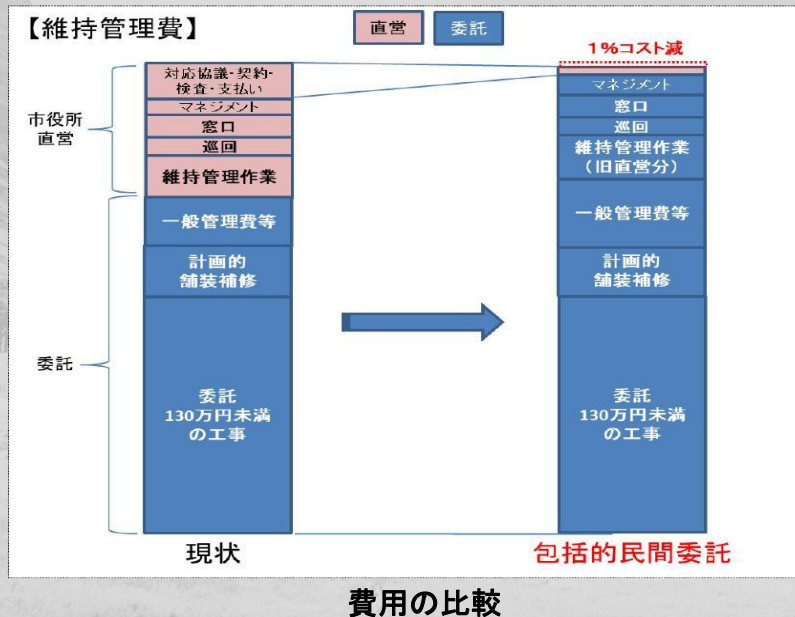 【維持管理費】
直営
委託
1%コスト減
市役所
直営
対応協議・契約・
検査・支払い
マネジメント
窓口
巡回
維持管理作業
委託
一般管理費等
計画的
舗装補修
委託
130万円未満
の工事
現状
マネジメント
窓口
巡回
維持管理作業
(旧直営分)
一般管理費等
計画的
舗装補修
委託
130万円未満
の工事
包括的民間委託
費用の比較